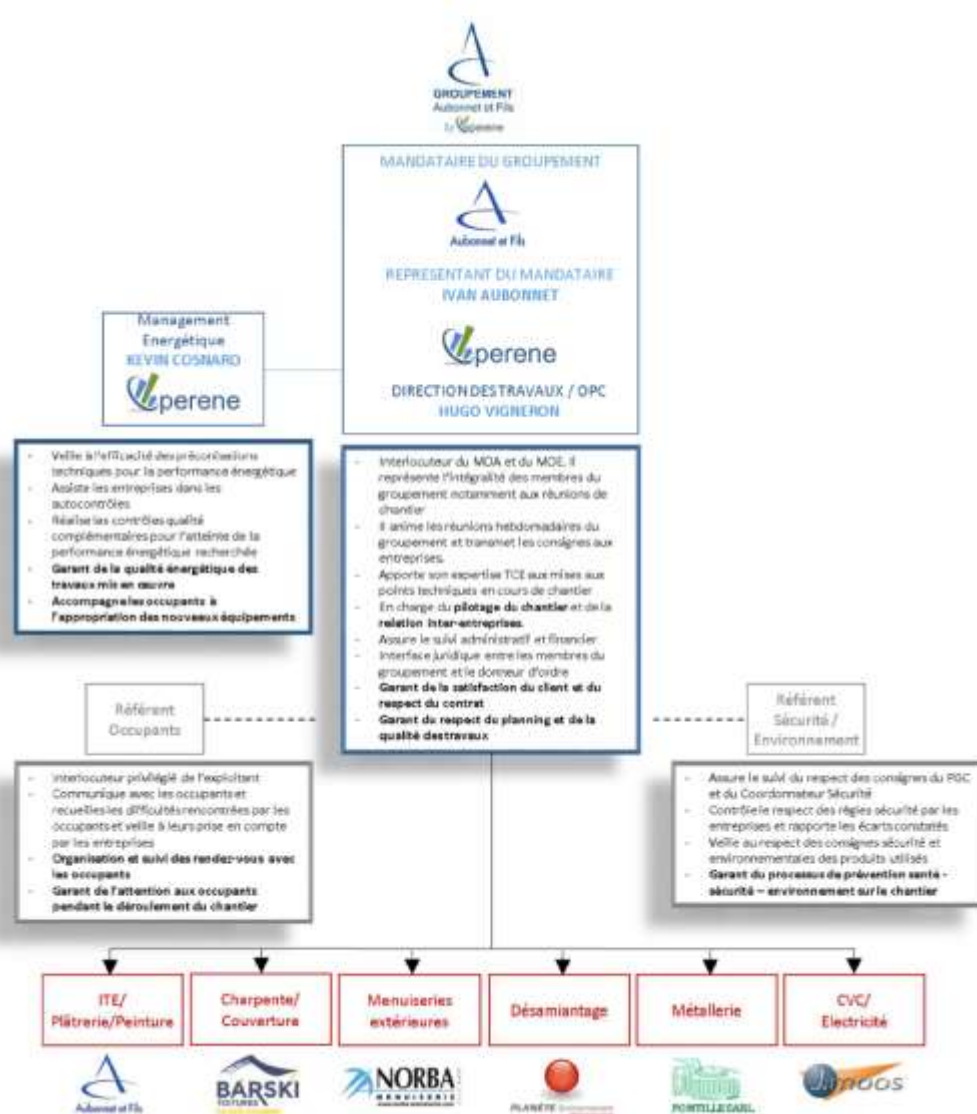 GROUPEMENT
Aubonnet et Fils
by perene
MANDATAIRE DU GROUPEMENT
Aubonnet et Fils
REPRESENTANT DU MANDATAIRE
IVAN AUBONNET
perene
DIRECTION DES TRAVAUX / OPC
HUGO VIGNERON
Management
Energétique
KEVIN COSNARD
perene
- Veille à l'efficacité des préconisations
techniques pour la performance énergétique
- Assiste les entreprises dans les
autocontrôles
- Réalise les contrôles qualité
complémentaires pour l'atteinte de la
performance énergétique recherchée
- Garant de la qualité énergétique des
travaux mis en œuvre
- Accompagne les occupants à
l'appropriation des nouveaux équipements
- Interlocuteur du MOA et du MOE. Il
représente l'intégralité des membres du
groupement notamment aux réunions de
chantier
- Il anime les réunions hebdomadaires du
groupement et transmet les consignes aux
entreprises.
- Apporte son expertise TCE aux mises aux
points techniques en cours de chantier
- En charge du pilotage du chantier et de la
relation inter-entreprises.
- Assure le suivi administratif et financier
- Interface juridique entre les membres du
groupement et le donneur d'ordre
- Garant de la satisfaction du client et du
respect du contrat
- Garant du respect du planning et de la
qualité des travaux
Référent
Occupants
- Interlocuteur privilégié de l'exploitant
- Communique avec les occupants et
recueilles les difficultés rencontrées par les
occupants et veille à leurs prise en compte
par les entreprises
- Organisation et suivi des rendez-vous avec
les occupants
- Garant de l'attention aux occupants
pendant le déroulement du chantier
Référent
Sécurité /
Environnement
- Assure le suivi du respect des consignes du PGC
et du Coordonnateur Sécurité
- Contrôle le respect des règles sécurité par les
entreprises et rapporte les écarts constatés
- Veille au respect des consignes sécurité et
environnementales des produits utilisés
- Garant du processus de prévention santé -
sécurité – environnement sur le chantier
ITE/
Plâtrerie/Peinture
Charpente/
Couverture
Menuiseries
extérieures
Désamiantage
Métallerie
CVC/
Electricité
Aubonnet et Fils
BARSKI
TOITURES
NORBA
MENUISERIE
PLANÈTE
PONTILLE SARL